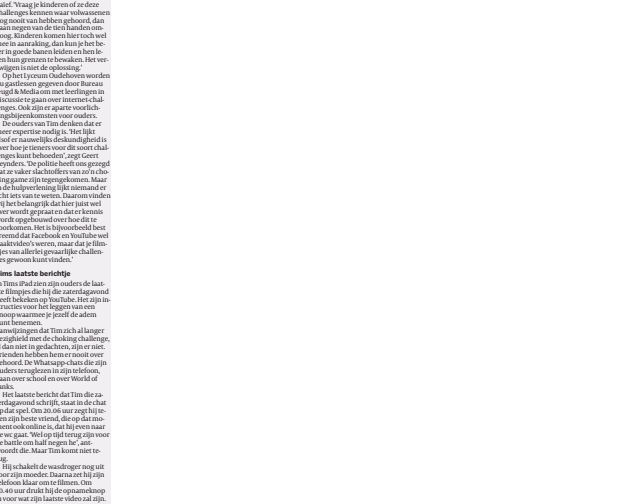 naïef. 'Vraag je kinderen of ze deze
challenges kennen waar volwassenen
nog nooit van hebben gehoord, dan
gaan negen van de tien handen om-
hoog. Kinderen komen hier toch wel
mee in aanraking, dan kun je het be-
ter in goede banen leiden en hen le-
ren hun grenzen te bewaken. Het ver-
zwijgen is niet de oplossing.'
Op het Lyceum Oudehoven worden
nu gastlessen gegeven door Bureau
Jeugd & Media om met leerlingen in
discussie te gaan over internet-chal-
lenges. Ook zijn er aparte voorlich-
tingsbijeenkomsten voor ouders.
De ouders van Tim denken dat er
meer expertise nodig is. 'Het lijkt
alsof er nauwelijks deskundigheid is
over hoe je tieners voor dit soort chal-
lenges kunt behoeden', zegt Geert
Reynders. 'De politie heeft ons gezegd
dat ze vaker slachtoffers van zo'n cho-
king game zijn tegengekomen. Maar
in de hulpverlening lijkt niemand er
echt iets van te weten. Daarom vinden
wij het belangrijk dat hier juist wel
over wordt gepraat en dat er kennis
wordt opgebouwd over hoe dit te
voorkomen. Het is bijvoorbeeld best
vreemd dat Facebook en YouTube wel
naaktvideo's weren, maar dat je film-
pjes van allerlei gevaarlijke challen-
ges gewoon kunt vinden.'
Tims laatste berichtje
In Tims iPad zien zijn ouders de laat-
ste filmpjes die hij die zaterdagavond
heeft bekeken op YouTube. Het zijn in-
structies voor het leggen van een
knoop waarmee je jezelf de adem
kunt benemen.
Aanwijzingen dat Tim zich al langer
bezighield met de choking challenge,
al dan niet in gedachten, zijn er niet.
Vrienden hebben hem er nooit over
gehoord. De Whatsapp-chats die zijn
ouders teruglezen in zijn telefoon,
gaan over school en over World of
Tanks.
Het laatste bericht dat Tim die za-
terdagavond schrijft, staat in de chat
op dat spel. Om 20.06 uur zegt hij te-
gen zijn beste vriend, die op dat mo-
ment ook online is, dat hij even naar
de wc gaat. 'Wel op tijd terug zijn voor
de battle om half negen he', ant-
woordt die. Maar Tim komt niet te-
rug.
Hij schakelt de wasdroger nog uit
voor zijn moeder. Daarna zet hij zijn
telefoon klaar om te filmen. Om
20.40 uur drukt hij de opnameknop
in voor wat zijn laatste video zal zijn.